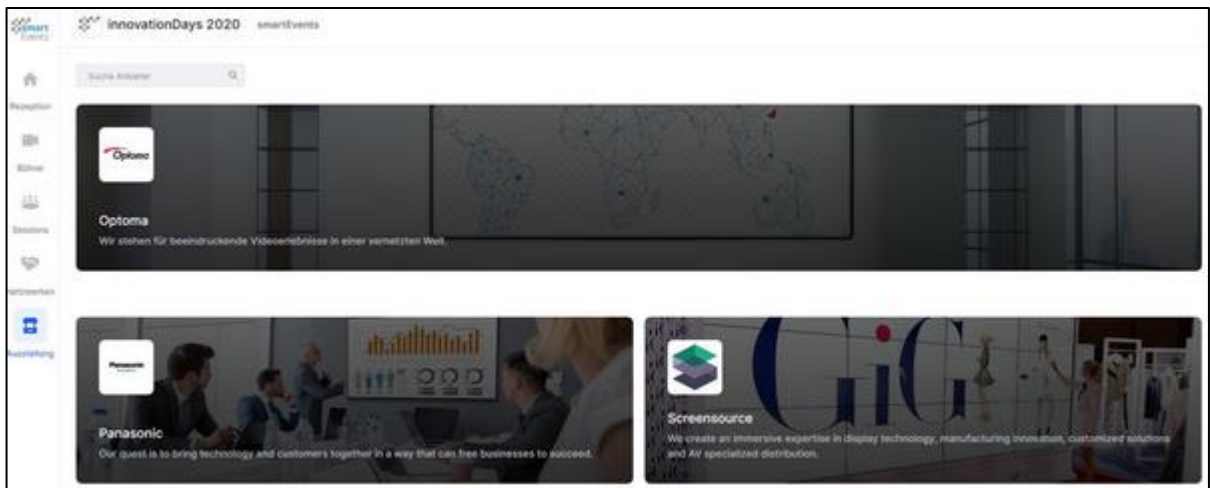 smart
Events
innovationDays 2020 smartEvents
Suche Anbieter
Rezeption
Bühne
Sessions
Netzwerken
Ausstellung
Optoma
Optoma
Wir stehen für beeindruckende Videoerlebnisse in einer vernetzten Welt.
Panasonic
Panasonic
Our quest is to bring technology and customers together in a way that can free businesses to succeed.
GiG
Screensource
We create an immersive expertise in display technology, manufacturing innovation, customized solutions
and AV specialized distribution.